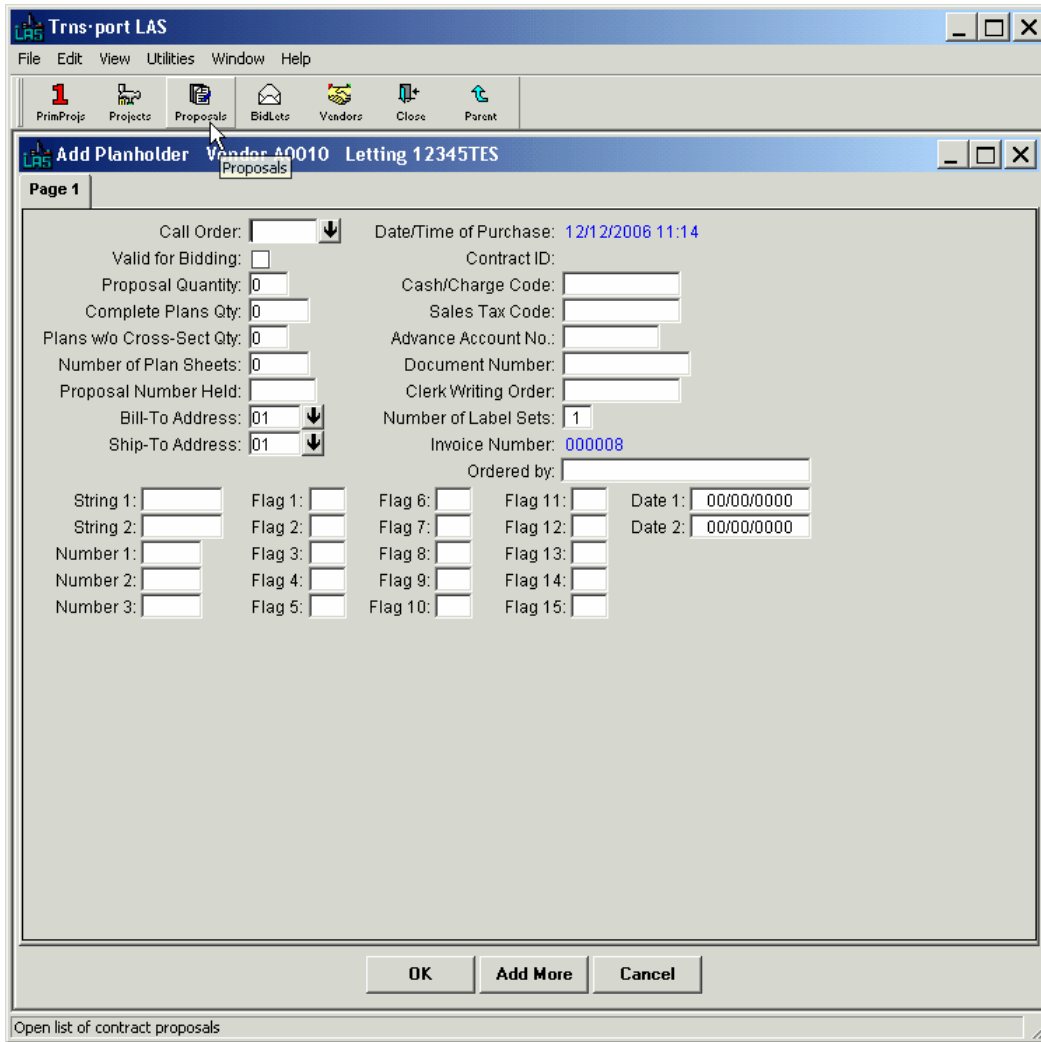 Trns·port LAS
File Edit View Utilities Window Help
PrimProjs Projects Proposals BidLets Vendors Close Parent
Add Planholder Vendor A0010 Letting 12345TES
Proposals
Page 1
Call Order: Date/Time of Purchase: 12/12/2006 11:14
Valid for Bidding: Contract ID:
Proposal Quantity: 0 Cash/Charge Code:
Complete Plans Qty: 0 Sales Tax Code:
Plans w/o Cross-Sect Qty: 0 Advance Account No.:
Number of Plan Sheets: 0 Document Number:
Proposal Number Held: Clerk Writing Order:
Bill-To Address: 01 Number of Label Sets: 1
Ship-To Address: 01 Invoice Number: 000008
Ordered by:
String 1: Flag 1: Flag 6: Flag 11: Date 1: 00/00/0000
String 2: Flag 2: Flag 7: Flag 12: Date 2: 00/00/0000
Number 1: Flag 3: Flag 8: Flag 13:
Number 2: Flag 4: Flag 9: Flag 14:
Number 3: Flag 5: Flag 10: Flag 15:
OK Add More Cancel
Open list of contract proposals